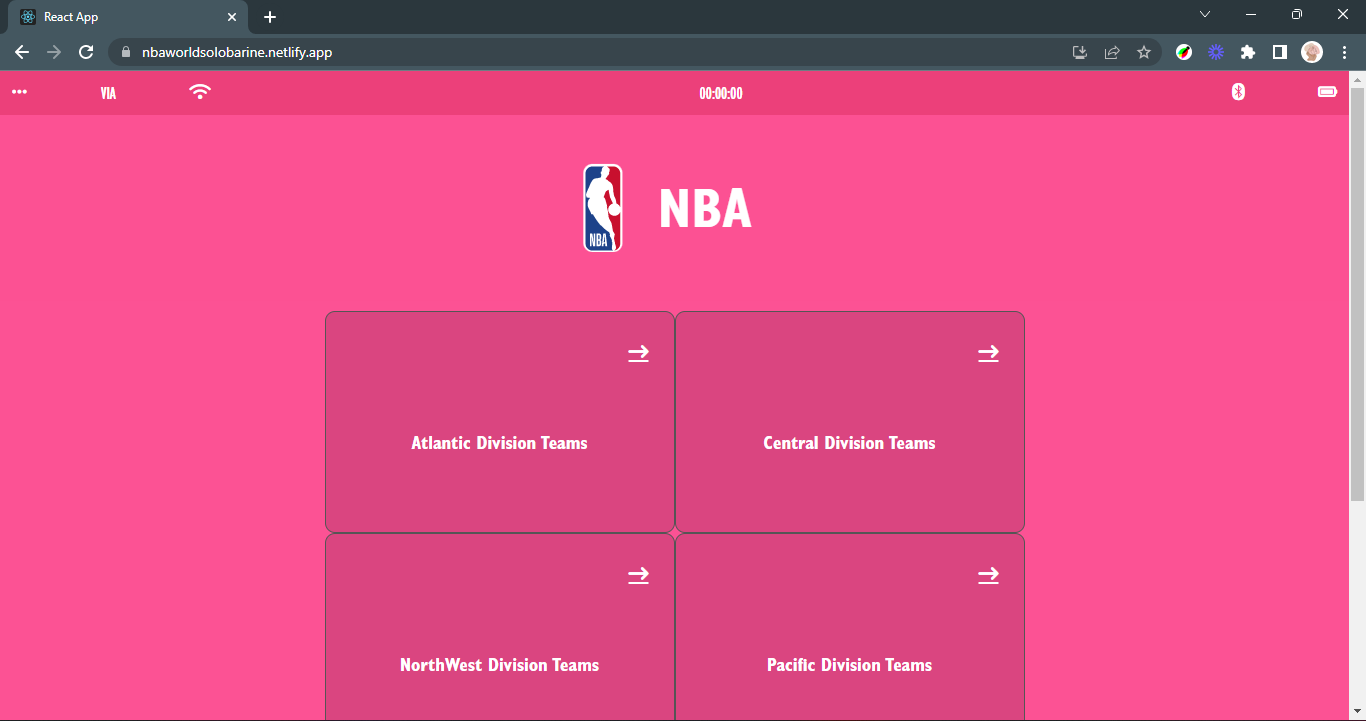 React App
nbaworldsolobarine.netlify.app
VIA
00:00:00
NBA
NBA
Atlantic Division Teams
Central Division Teams
NorthWest Division Teams
Pacific Division Teams